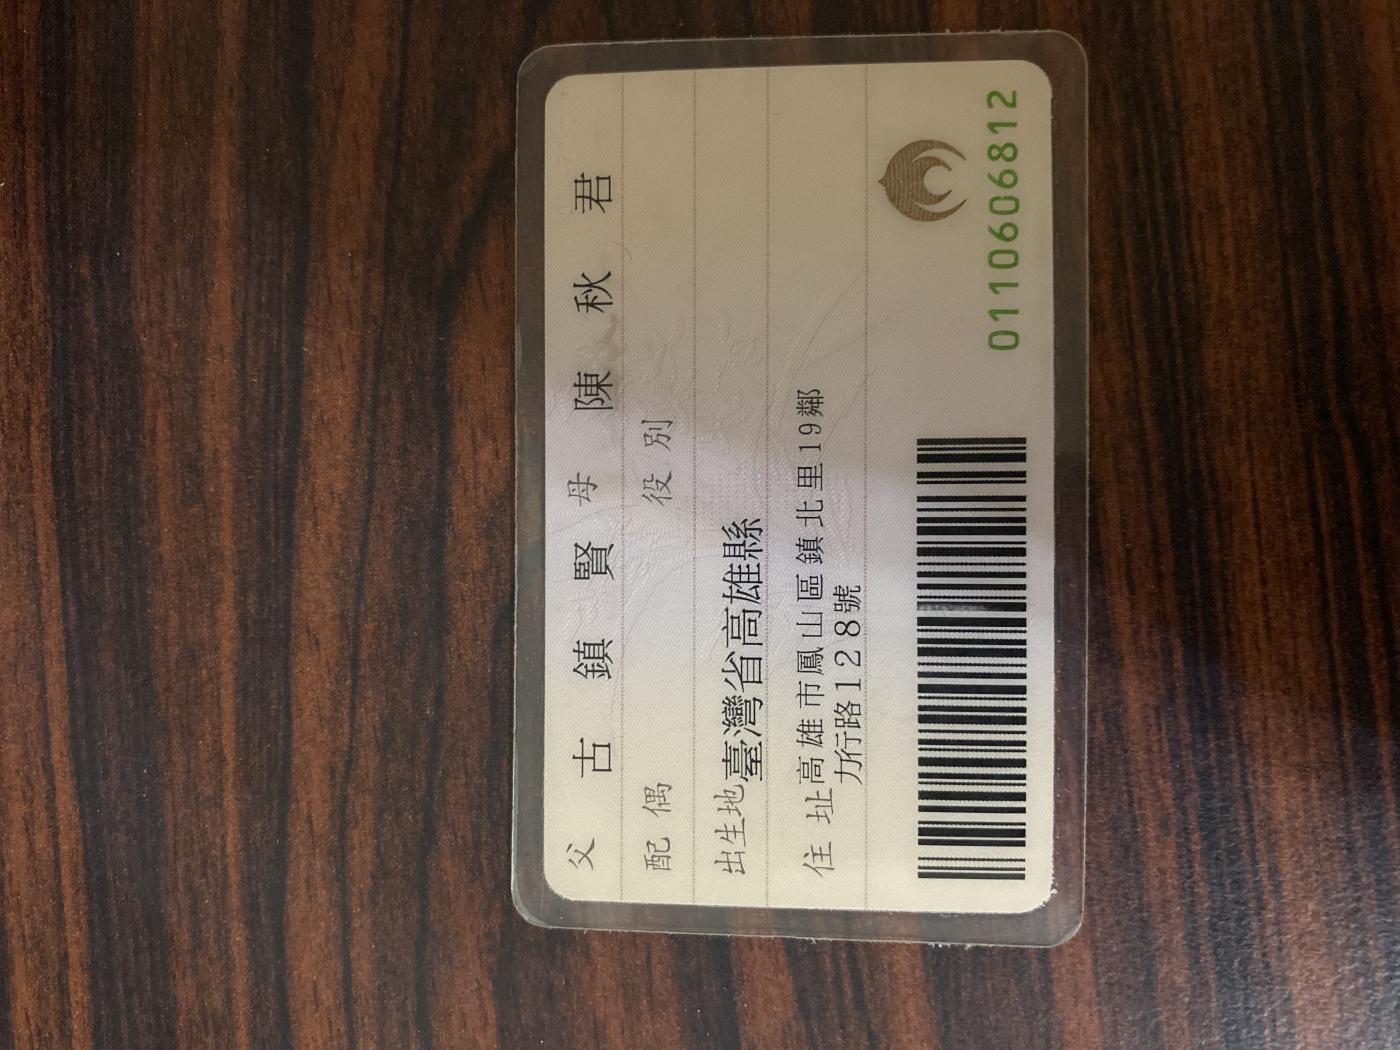 父 古鎮賢 母 陳秋君
配偶 役別
出生地 臺灣省高雄縣
住址 高雄市鳳山區鎮北里19鄰
力行路128號
0110606812